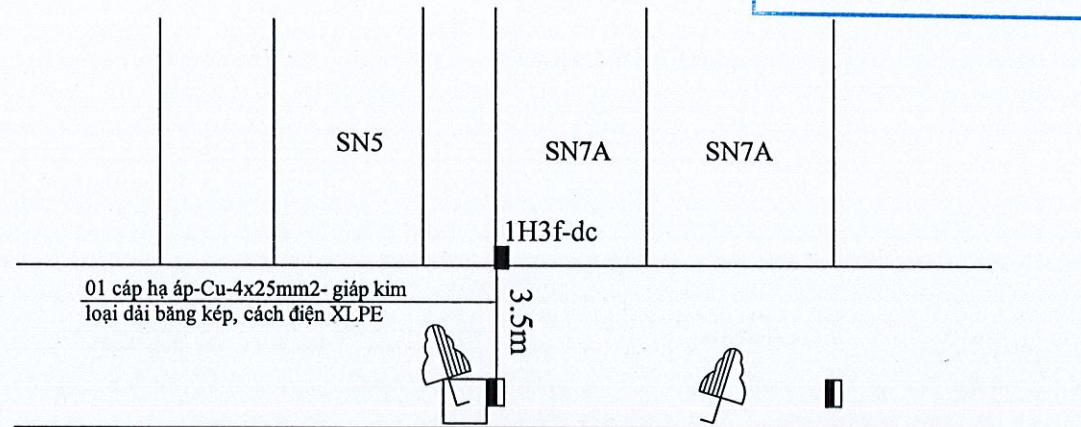 SN5
SN7A
SN7A
1H3f-dc
01 cáp hạ áp-Cu-4x25mm2- giáp kim
loại dải băng kép, cách điện XLPE
3.5m